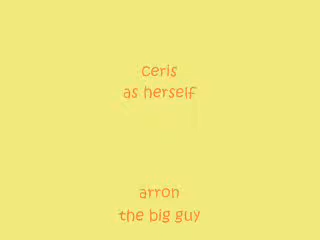 ceris
as herself
arron
the big guy